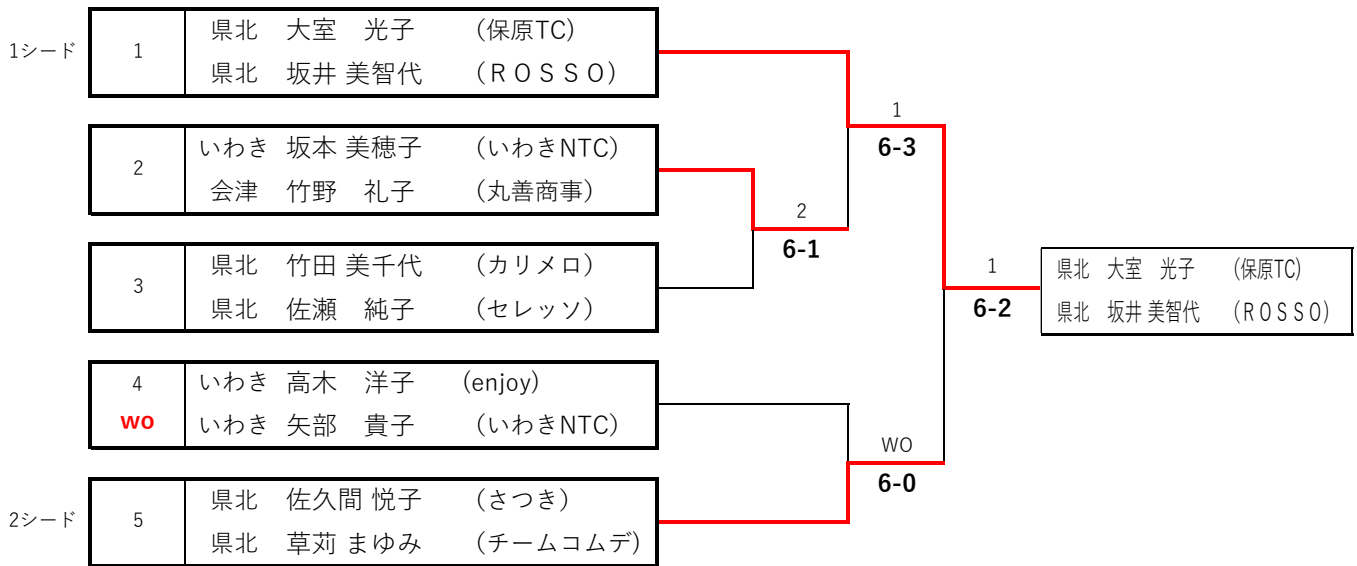 1シード 1 県北 大室 光子 (保原TC)
県北 坂井 美智代 (ＲＯＳＳＯ)
2 いわき 坂本 美穂子 (いわきNTC)
会津 竹野 礼子 (丸善商事)
3 県北 竹田 美千代 (カリメロ)
県北 佐瀬 純子 (セレッソ)
4 いわき 高木 洋子 (enjoy)
wo いわき 矢部 貴子 (いわきNTC)
2シード 5 県北 佐久間 悦子 (さつき)
県北 草苅 まゆみ (チームコムデ)
2
6-1
1
6-3
WO
6-0
1
6-2
県北 大室 光子 (保原TC)
県北 坂井 美智代 (ＲＯＳＳＯ)